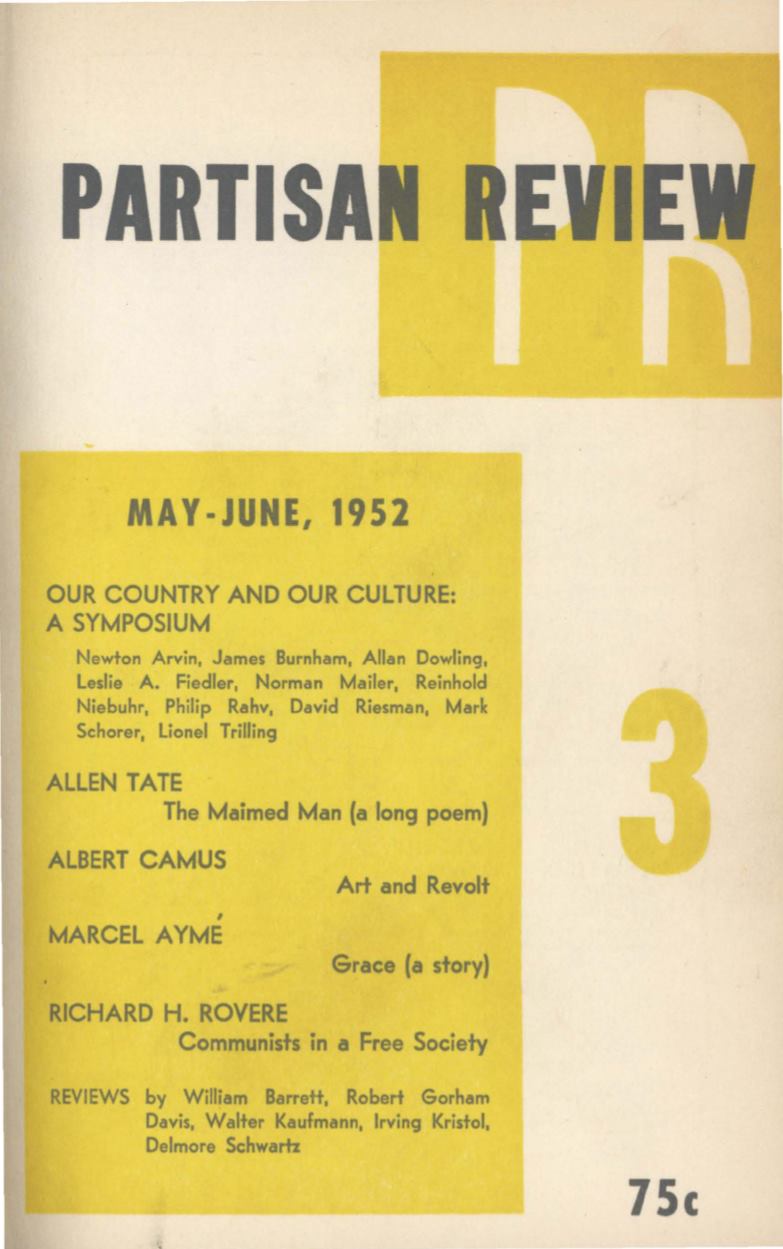 PR
PARTISAN REVIEW
MAY-JUNE, 1952
OUR COUNTRY AND OUR CULTURE:
A SYMPOSIUM
Newton Arvin, James Burnham, Allan Dowling,
Leslie A. Fiedler, Norman Mailer, Reinhold
Niebuhr, Philip Rahv, David Riesman, Mark
Schorer, Lionel Trilling
ALLEN TATE
The Maimed Man (a long poem)
ALBERT CAMUS
Art and Revolt
MARCEL AYMÉ
Grace (a story)
RICHARD H. ROVERE
Communists in a Free Society
REVIEWS by William Barrett, Robert Gorham
Davis, Walter Kaufmann, Irving Kristol,
Delmore Schwartz
3
75c